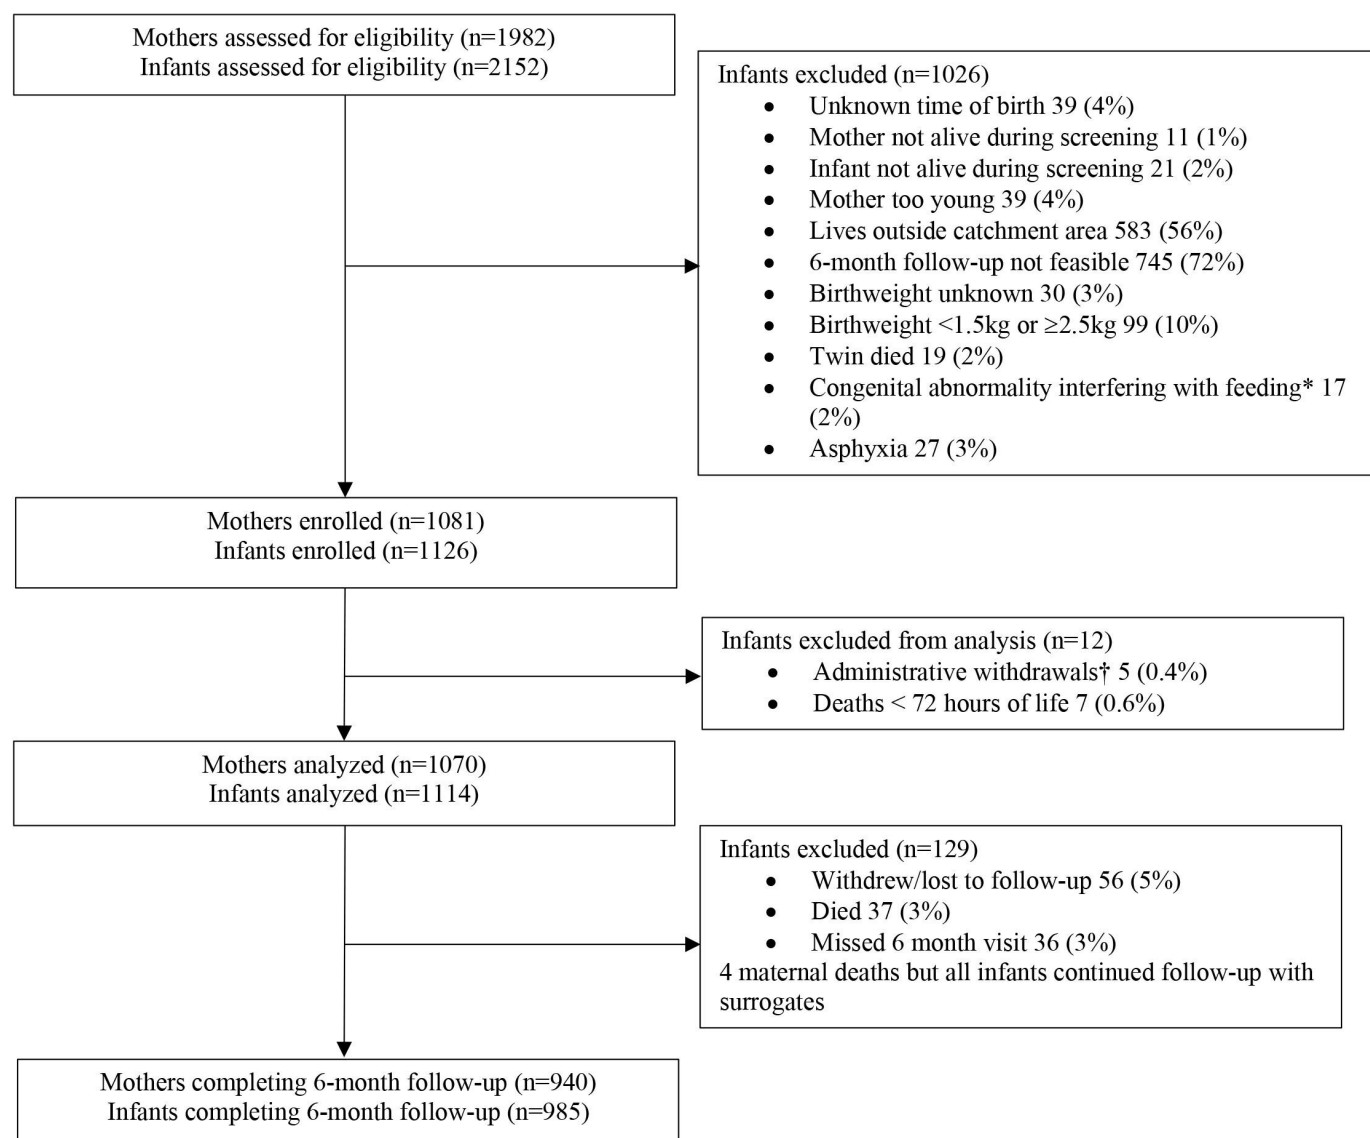 Mothers assessed for eligibility (n=1982)
Infants assessed for eligibility (n=2152)
Infants excluded (n=1026)
• Unknown time of birth 39 (4%)
• Mother not alive during screening 11 (1%)
• Infant not alive during screening 21 (2%)
• Mother too young 39 (4%)
• Lives outside catchment area 583 (56%)
• 6-month follow-up not feasible 745 (72%)
• Birthweight unknown 30 (3%)
• Birthweight <1.5kg or ≥2.5kg 99 (10%)
• Twin died 19 (2%)
• Congenital abnormality interfering with feeding* 17
(2%)
• Asphyxia 27 (3%)
Mothers enrolled (n=1081)
Infants enrolled (n=1126)
Infants excluded from analysis (n=12)
• Administrative withdrawals† 5 (0.4%)
• Deaths < 72 hours of life 7 (0.6%)
Mothers analyzed (n=1070)
Infants analyzed (n=1114)
Infants excluded (n=129)
• Withdrew/lost to follow-up 56 (5%)
• Died 37 (3%)
• Missed 6 month visit 36 (3%)
4 maternal deaths but all infants continued follow-up with
surrogates
Mothers completing 6-month follow-up (n=940)
Infants completing 6-month follow-up (n=985)